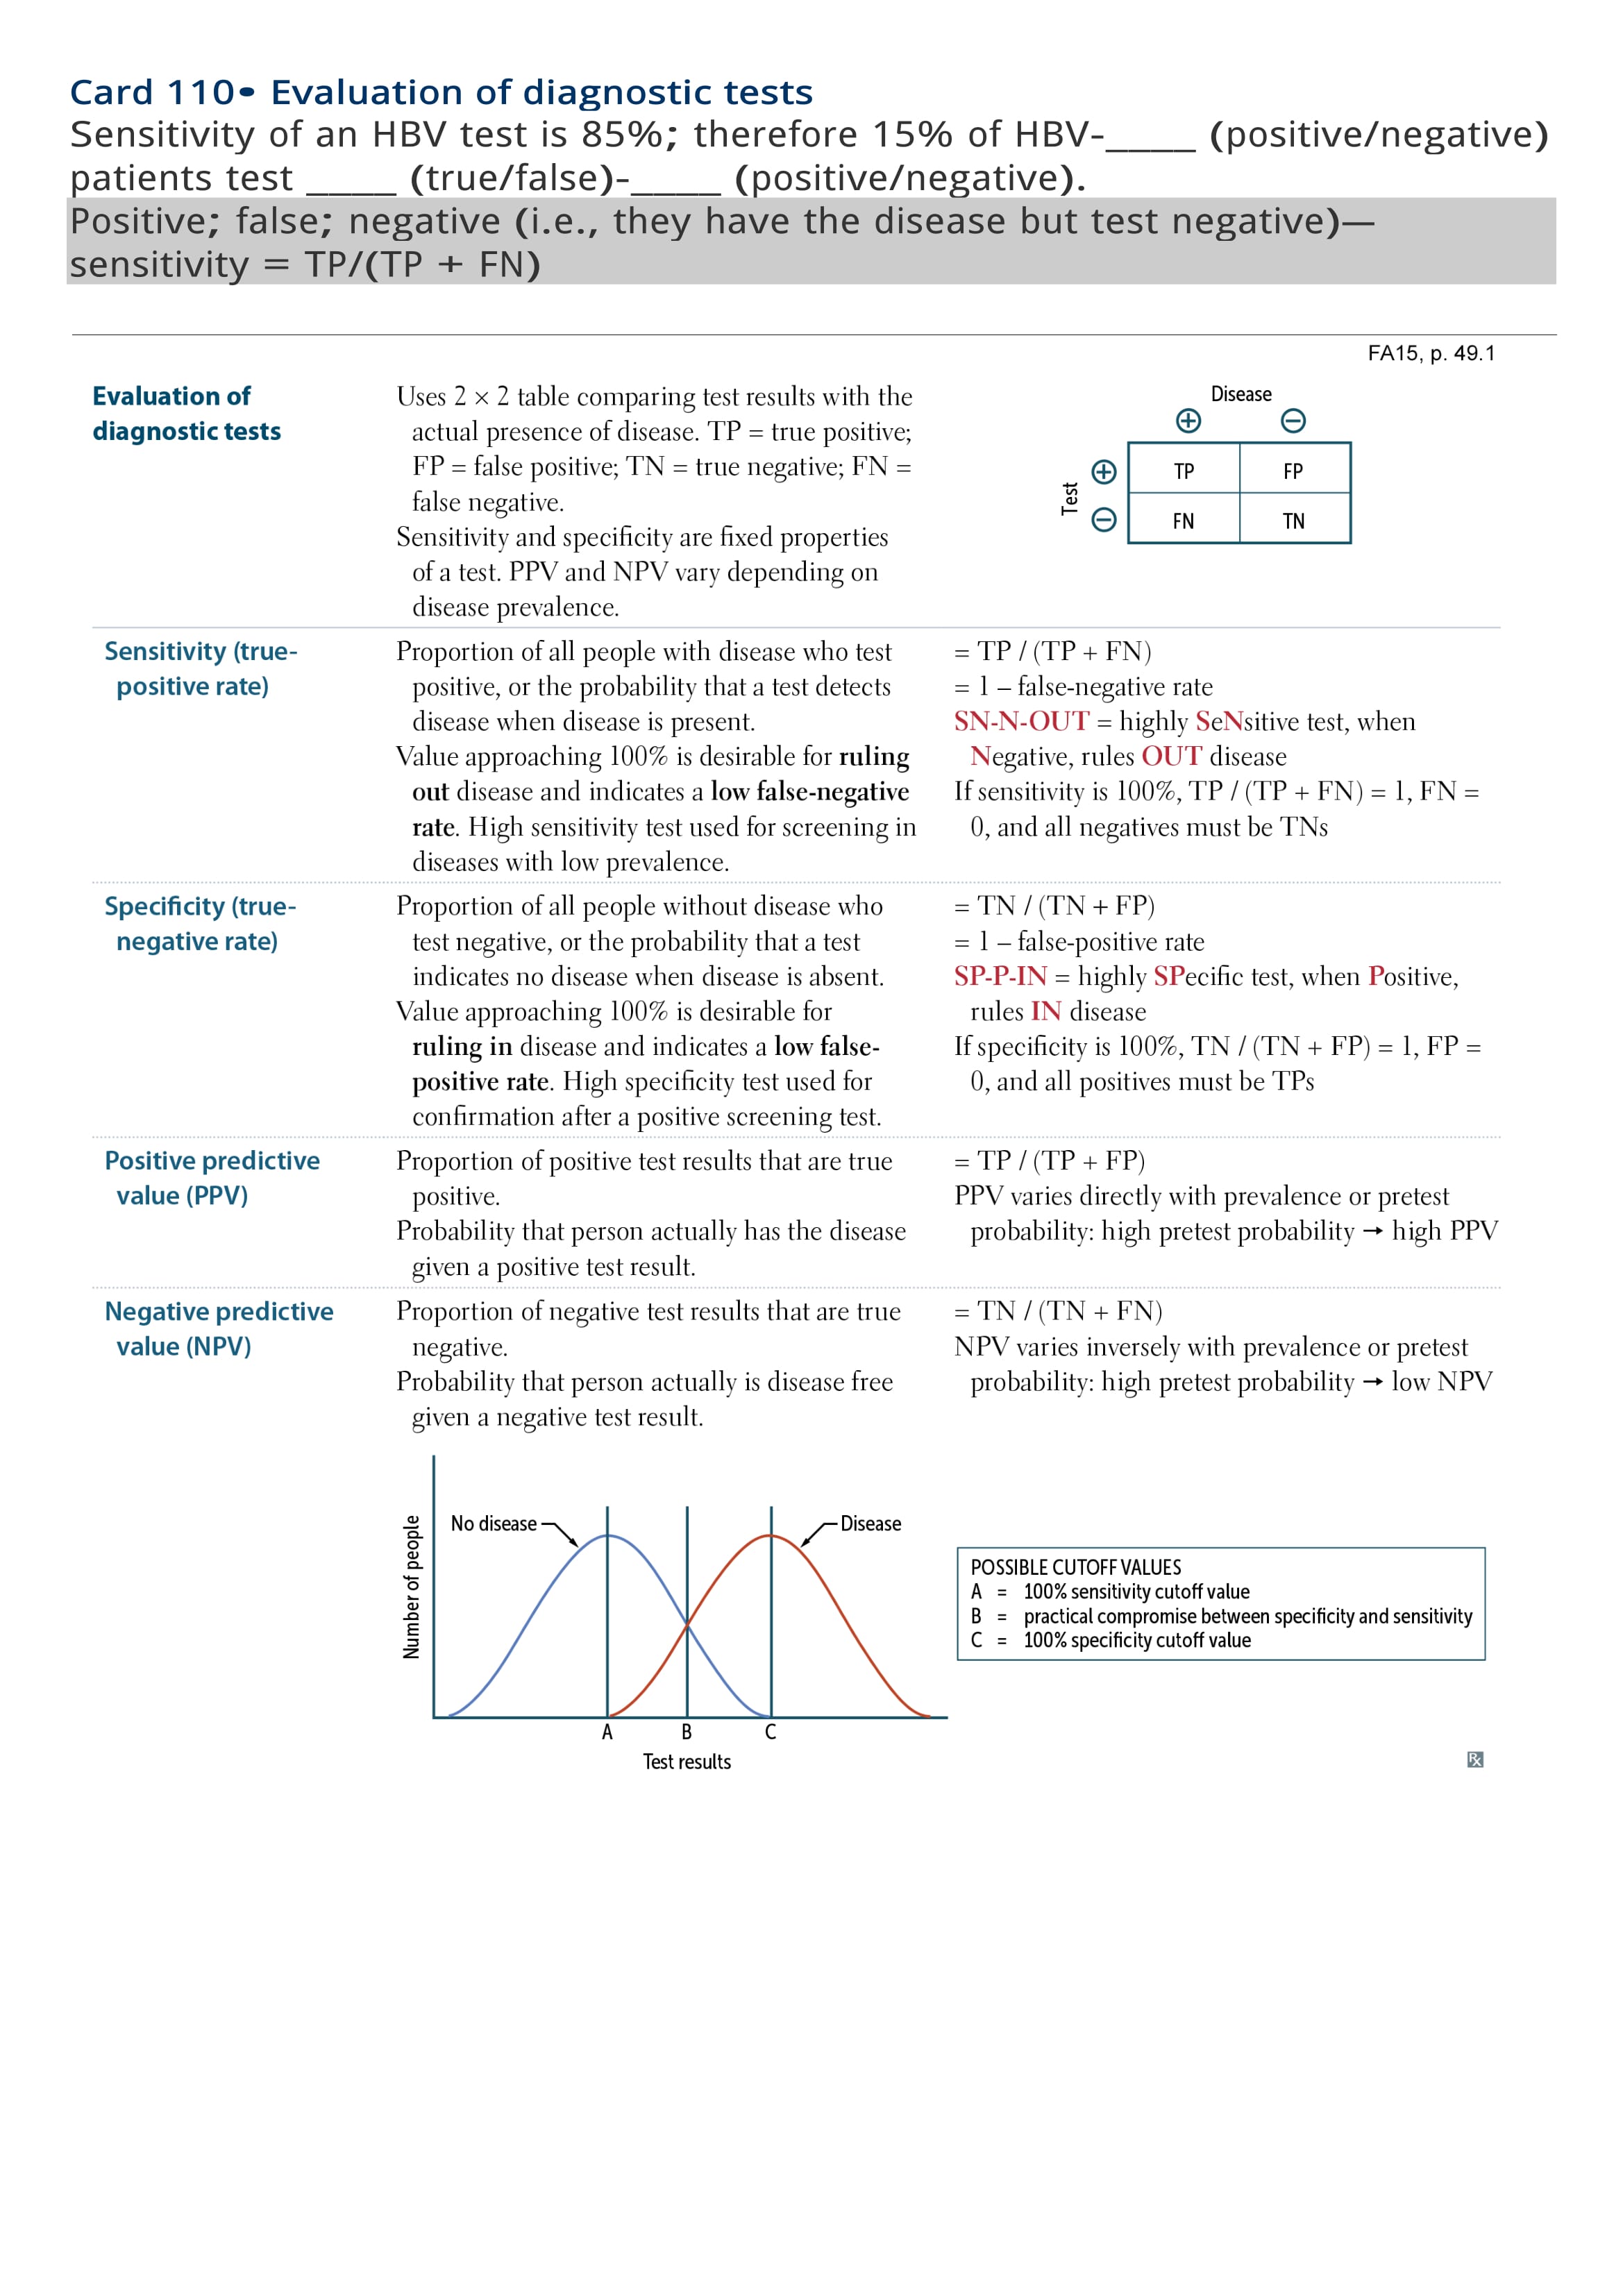 Card 110• Evaluation of diagnostic tests
Sensitivity of an HBV test is 85%; therefore 15% of HBV-____ (positive/negative)
patients test ____ (true/false)-____ (positive/negative).
Positive; false; negative (i.e., they have the disease but test negative)—
sensitivity = TP/(TP + FN)
FA15, p. 49.1
Evaluation of
diagnostic tests
Uses 2 × 2 table comparing test results with the
actual presence of disease. TP = true positive;
FP = false positive; TN = true negative; FN =
false negative.
Sensitivity and specificity are fixed properties
of a test. PPV and NPV vary depending on
disease prevalence.
Disease
⊕ ⊖
Test
⊕ TP FP
⊖ FN TN
Sensitivity (true-
positive rate)
Proportion of all people with disease who test
positive, or the probability that a test detects
disease when disease is present.
Value approaching 100% is desirable for ruling
out disease and indicates a low false-negative
rate. High sensitivity test used for screening in
diseases with low prevalence.
= TP / (TP + FN)
= 1 – false-negative rate
SN-N-OUT = highly SeNsitive test, when
Negative, rules OUT disease
If sensitivity is 100%, TP / (TP + FN) = 1, FN =
0, and all negatives must be TNs
Specificity (true-
negative rate)
Proportion of all people without disease who
test negative, or the probability that a test
indicates no disease when disease is absent.
Value approaching 100% is desirable for
ruling in disease and indicates a low false-
positive rate. High specificity test used for
confirmation after a positive screening test.
= TN / (TN + FP)
= 1 – false-positive rate
SP-P-IN = highly SPecific test, when Positive,
rules IN disease
If specificity is 100%, TN / (TN + FP) = 1, FP =
0, and all positives must be TPs
Positive predictive
value (PPV)
Proportion of positive test results that are true
positive.
Probability that person actually has the disease
given a positive test result.
= TP / (TP + FP)
PPV varies directly with prevalence or pretest
probability: high pretest probability → high PPV
Negative predictive
value (NPV)
Proportion of negative test results that are true
negative.
Probability that person actually is disease free
given a negative test result.
= TN / (TN + FN)
NPV varies inversely with prevalence or pretest
probability: high pretest probability → low NPV
Number of people
No disease
Disease
A B C
Test results
POSSIBLE CUTOFF VALUES
A = 100% sensitivity cutoff value
B = practical compromise between specificity and sensitivity
C = 100% specificity cutoff value
Rx